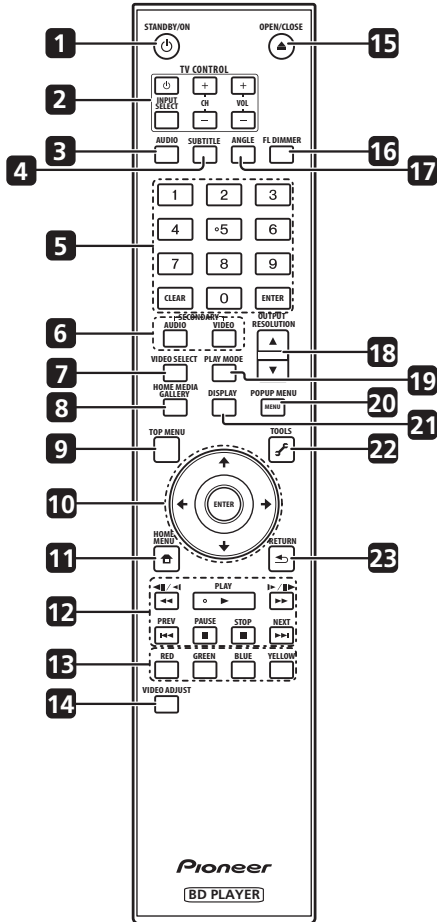 STANDBY/ON
OPEN/CLOSE
1
15
TV CONTROL
2
+
+
INPUT
SELECT
CH
VOL
–
–
3
AUDIO
SUBTITLE
ANGLE
FL DIMMER
16
4
17
1
2
3
5
4
5
6
7
8
9
CLEAR
0
ENTER
SECONDARY
OUTPUT
RESOLUTION
6
AUDIO
VIDEO
18
7
VIDEO SELECT
PLAY MODE
19
8
HOME MEDIA
GALLERY
DISPLAY
POPUP MENU
MENU
20
21
9
TOP MENU
TOOLS
22
10
ENTER
11
HOME
MENU
RETURN
23
12
PLAY
PREV
PAUSE
STOP
NEXT
13
RED
GREEN
BLUE
YELLOW
14
VIDEO ADJUST
Pioneer
BD PLAYER